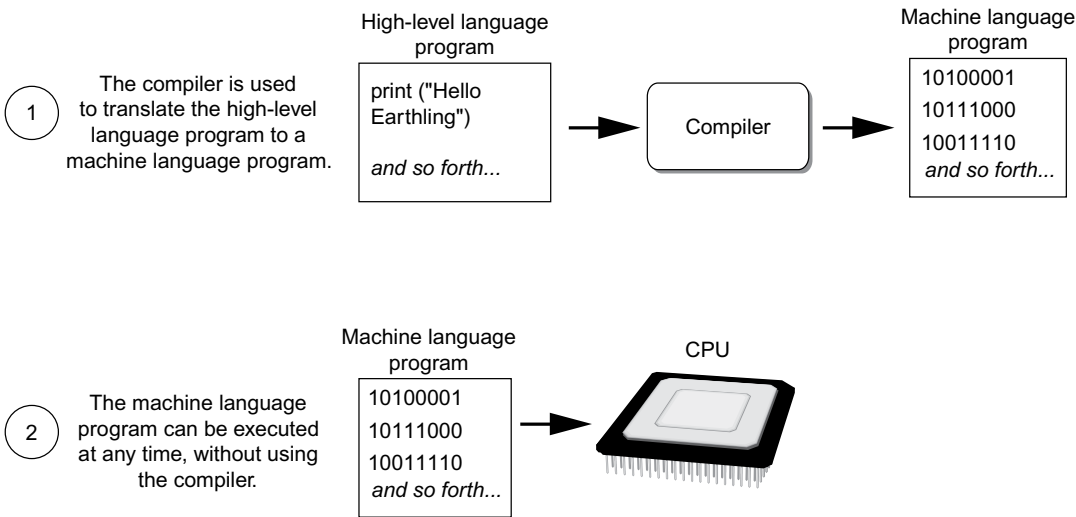 High-level language
program
Machine language
program
1
The compiler is used
to translate the high-level
language program to a
machine language program.
print ("Hello
Earthling")
and so forth...
Compiler
10100001
10111000
10011110
and so forth...
Machine language
program
CPU
2
The machine language
program can be executed
at any time, without using
the compiler.
10100001
10111000
10011110
and so forth...